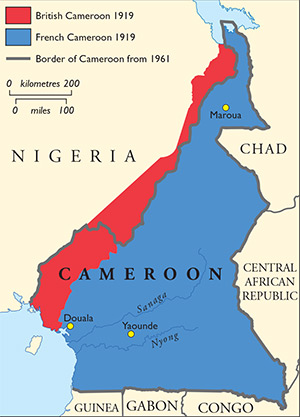 British Cameroon 1919
French Cameroon 1919
Border of Cameroon from 1961
0 kilometres 200
0 miles 100
Maroua
NIGERIA
CHAD
CAMEROON
CENTRAL
AFRICAN
REPUBLIC
Sanaga
Douala
Yaounde
Nyong
GUINEA
GABON
CONGO